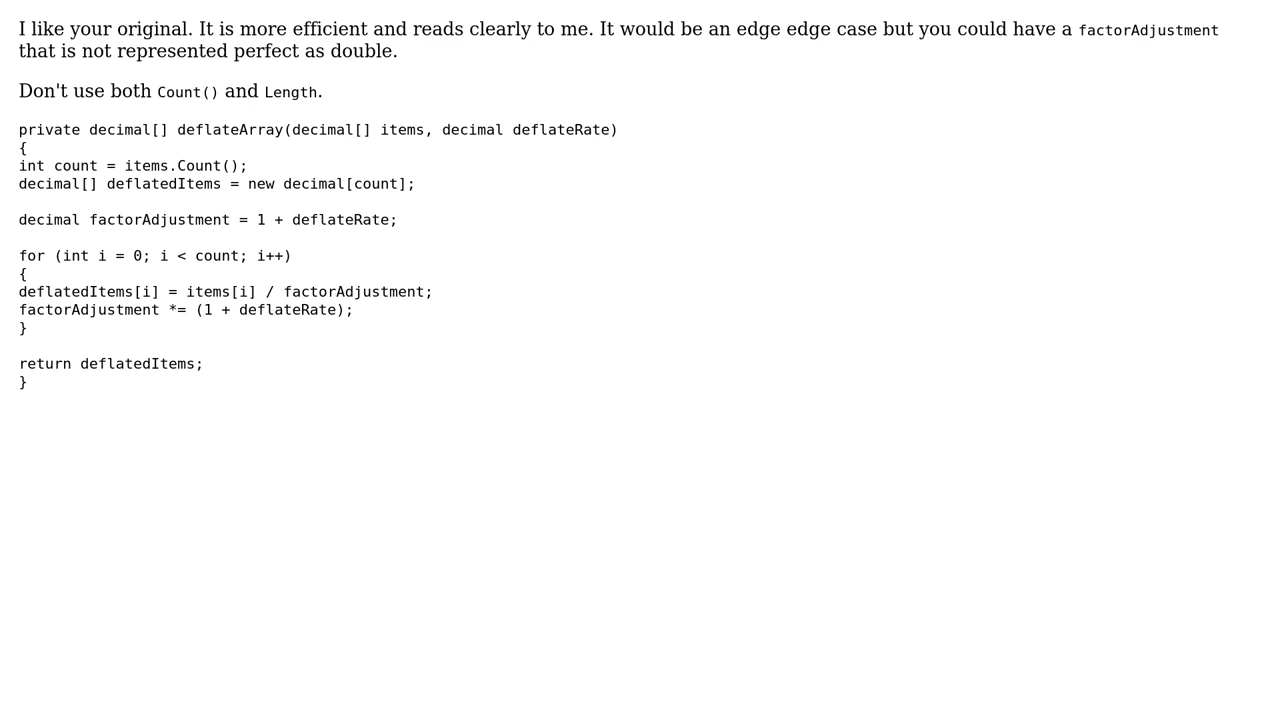 I like your original. It is more efficient and reads clearly to me. It would be an edge edge case but you could have a factorAdjustment
that is not represented perfect as double.
Don't use both Count() and Length.
private decimal[] deflateArray(decimal[] items, decimal deflateRate)
{
int count = items.Count();
decimal[] deflatedItems = new decimal[count];
decimal factorAdjustment = 1 + deflateRate;
for (int i = 0; i < count; i++)
{
deflatedItems[i] = items[i] / factorAdjustment;
factorAdjustment *= (1 + deflateRate);
}
return deflatedItems;
}